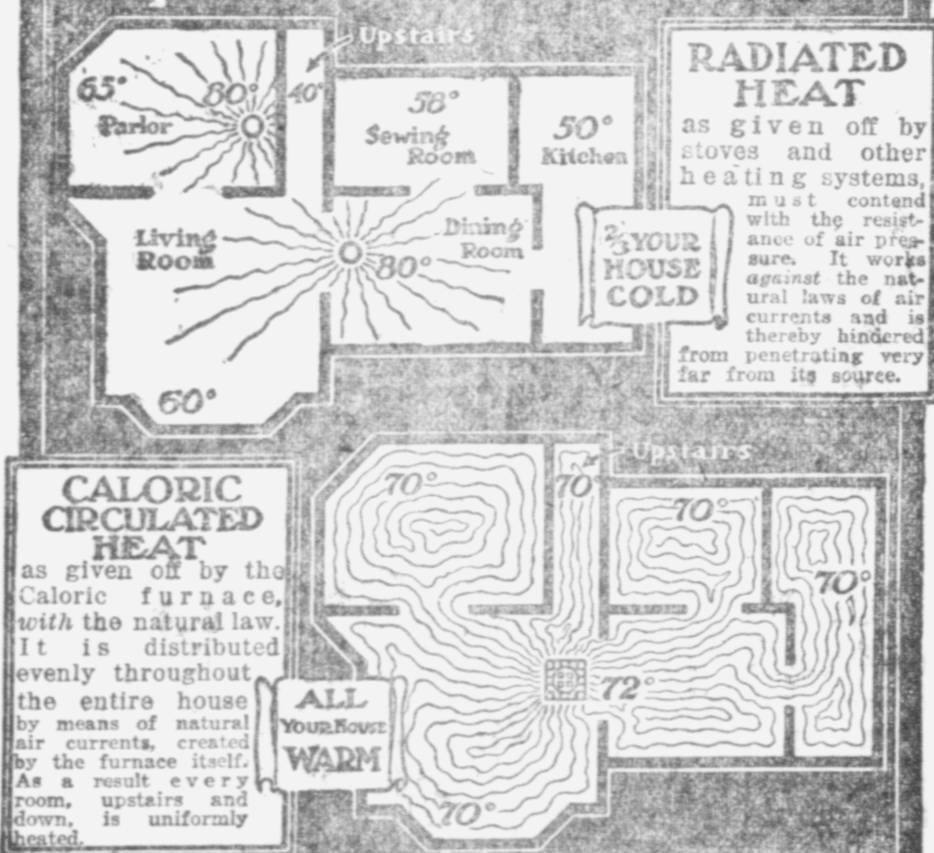 Upstairs
65°
80°
40°
Parlor
58°
Sewing
Room
50°
Kitchen
Living
Room
Dining
Room
80°
60°
2/3 YOUR
HOUSE
COLD
RADIATED
HEAT
as given off by
stoves and other
heating systems,
must contend
with the resist-
ance of air pres-
sure. It works
against the nat-
ural laws of air
currents and is
thereby hindered
from penetrating very
far from its source.
CALORIC
CIRCULATED
HEAT
as given off by the
Caloric furnace,
with the natural law.
It is distributed
evenly throughout
the entire house
by means of natural
air currents, created
by the furnace itself.
As a result every
room, upstairs and
down, is uniformly
heated.
ALL
YOUR HOUSE
WARM
Upstairs
70°
70°
70°
70°
72°
70°